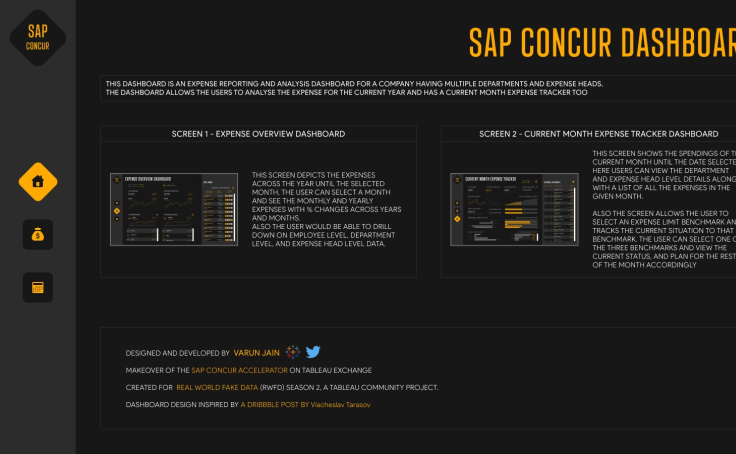 SAP
CONCUR
SAP CONCUR DASHBOAR
THIS DASHBOARD IS AN EXPENSE REPORTING AND ANALYSIS DASHBOARD FOR A COMPANY HAVING MULTIPLE DEPARTMENTS AND EXPENSE HEADS.
THE DASHBOARD ALLOWS THE USERS TO ANALYSE THE EXPENSE FOR THE CURRENT YEAR AND HAS A CURRENT MONTH EXPENSE TRACKER TOO
SCREEN 1 - EXPENSE OVERVIEW DASHBOARD
EXPENSE OVERVIEW DASHBOARD
THIS SCREEN DEPICTS THE EXPENSES
ACROSS THE YEAR UNTIL THE SELECTED
MONTH, THE USER CAN SELECT A MONTH
AND SEE THE MONTHLY AND YEARLY
EXPENSES WITH % CHANGES ACROSS YEARS
AND MONTHS.
ALSO THE USER WOULD BE ABLE TO DRILL
DOWN ON EMPLOYEE LEVEL, DEPARTMENT
LEVEL, AND EXPENSE HEAD LEVEL DATA.
SCREEN 2 - CURRENT MONTH EXPENSE TRACKER DASHBOARD
CURRENT MONTH EXPENSE TRACKER
THIS SCREEN SHOWS THE SPENDINGS OF TH
CURRENT MONTH UNTIL THE DATE SELECTE
HERE USERS CAN VIEW THE DEPARTMENT
AND EXPENSE HEAD LEVEL DETAILS ALONG
WITH A LIST OF ALL THE EXPENSES IN THE
GIVEN MONTH.
ALSO THE SCREEN ALLOWS THE USER TO
SELECT AN EXPENSE LIMIT BENCHMARK AN
TRACKS THE CURRENT SITUATION TO THAT
BENCHMARK. THE USER CAN SELECT ONE O
THE THREE BENCHMARKS AND VIEW THE
CURRENT STATUS, AND PLAN FOR THE REST
OF THE MONTH ACCORDINGLY
DESIGNED AND DEVELOPED BY VARUN JAIN
MAKEOVER OF THE SAP CONCUR ACCELERATOR ON TABLEAU EXCHANGE
CREATED FOR REAL WORLD FAKE DATA (RWFD) SEASON 2, A TABLEAU COMMUNITY PROJECT.
DASHBOARD DESIGN INSPIRED BY A DRIBBBLE POST BY Viacheslav Tarasov